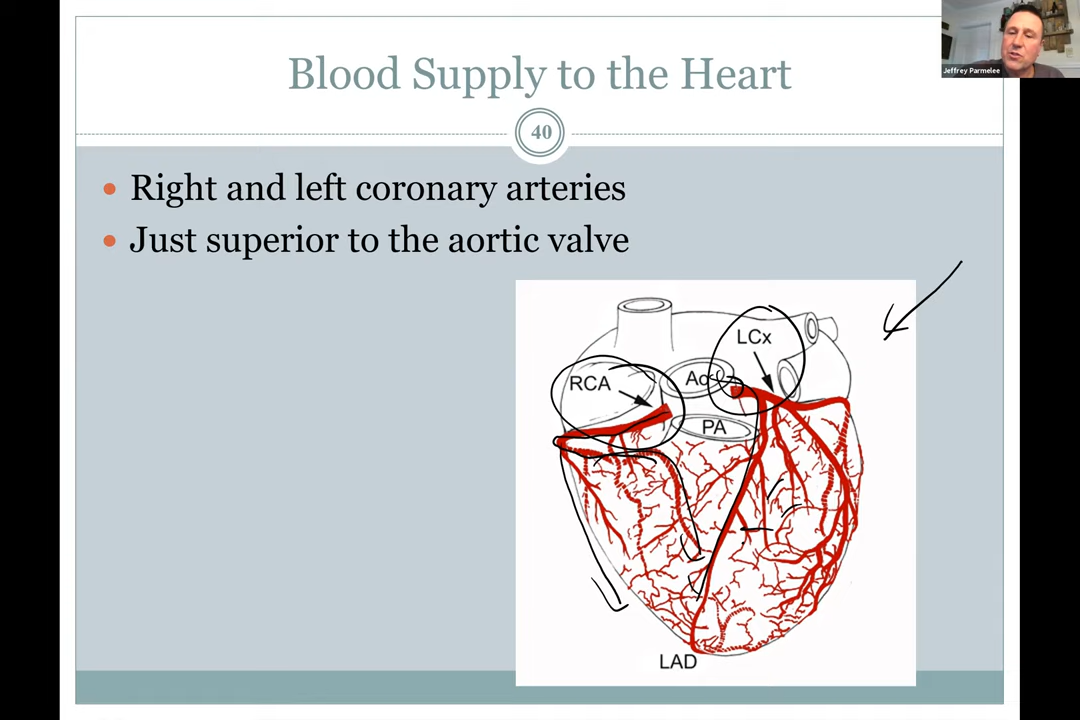 Jeffrey Parmelee
Blood Supply to the Heart
40
Right and left coronary arteries
Just superior to the aortic valve
LCx
RCA
Ao
PA
LAD